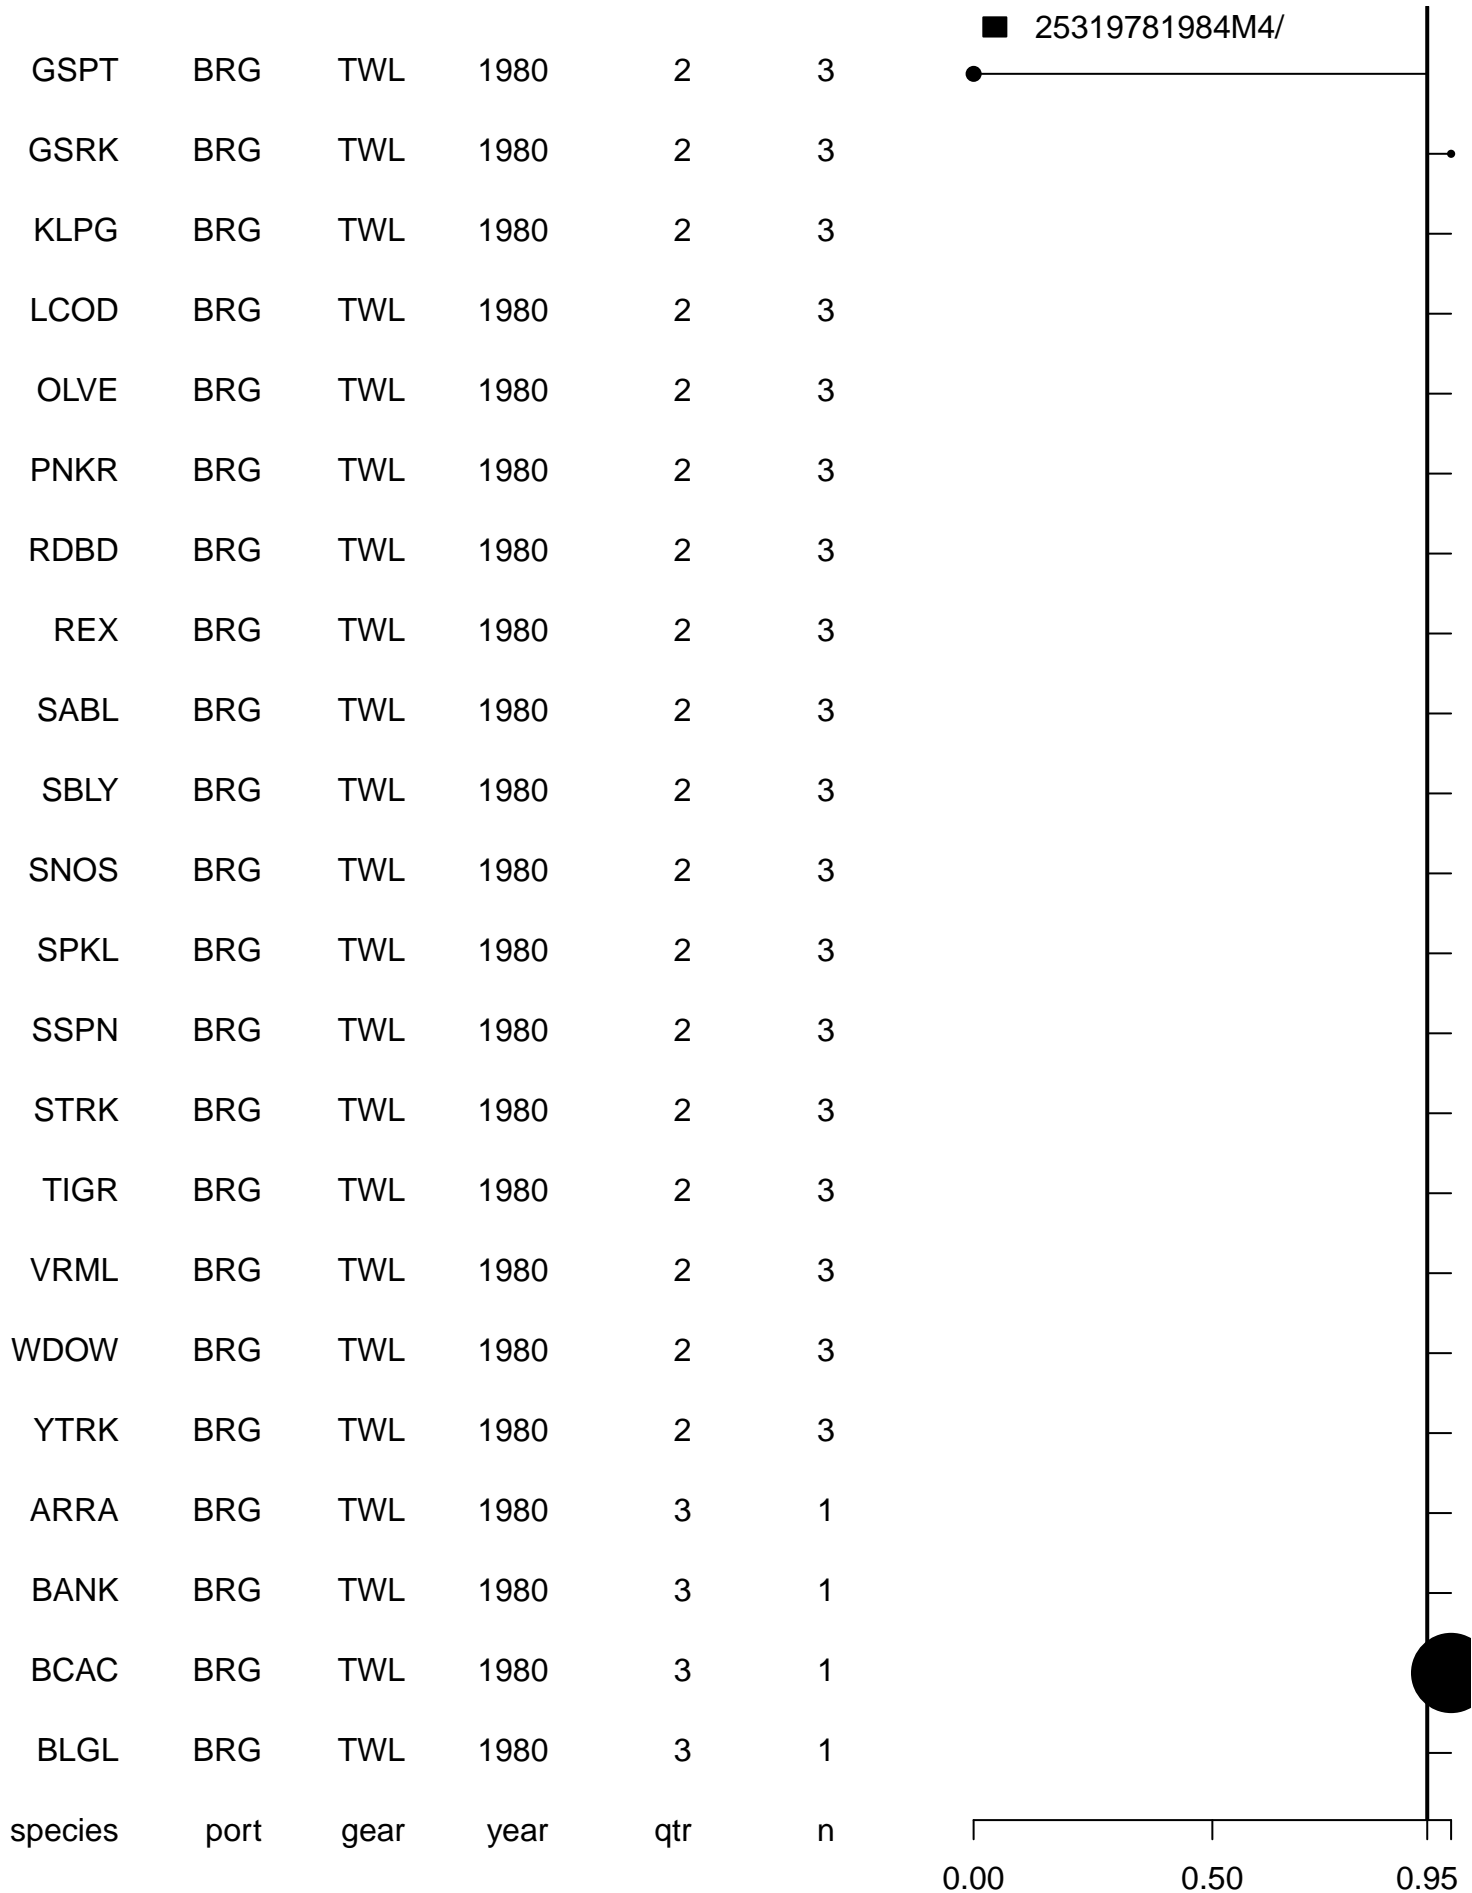 25319781984M4/
GSPT BRG TWL 1980 2 3
GSRK BRG TWL 1980 2 3
KLPG BRG TWL 1980 2 3
LCOD BRG TWL 1980 2 3
OLVE BRG TWL 1980 2 3
PNKR BRG TWL 1980 2 3
RDBD BRG TWL 1980 2 3
REX BRG TWL 1980 2 3
SABL BRG TWL 1980 2 3
SBLY BRG TWL 1980 2 3
SNOS BRG TWL 1980 2 3
SPKL BRG TWL 1980 2 3
SSPN BRG TWL 1980 2 3
STRK BRG TWL 1980 2 3
TIGR BRG TWL 1980 2 3
VRML BRG TWL 1980 2 3
WDOW BRG TWL 1980 2 3
YTRK BRG TWL 1980 2 3
ARRA BRG TWL 1980 3 1
BANK BRG TWL 1980 3 1
BCAC BRG TWL 1980 3 1
BLGL BRG TWL 1980 3 1
species port gear year qtr n
0.00 0.50 0.95